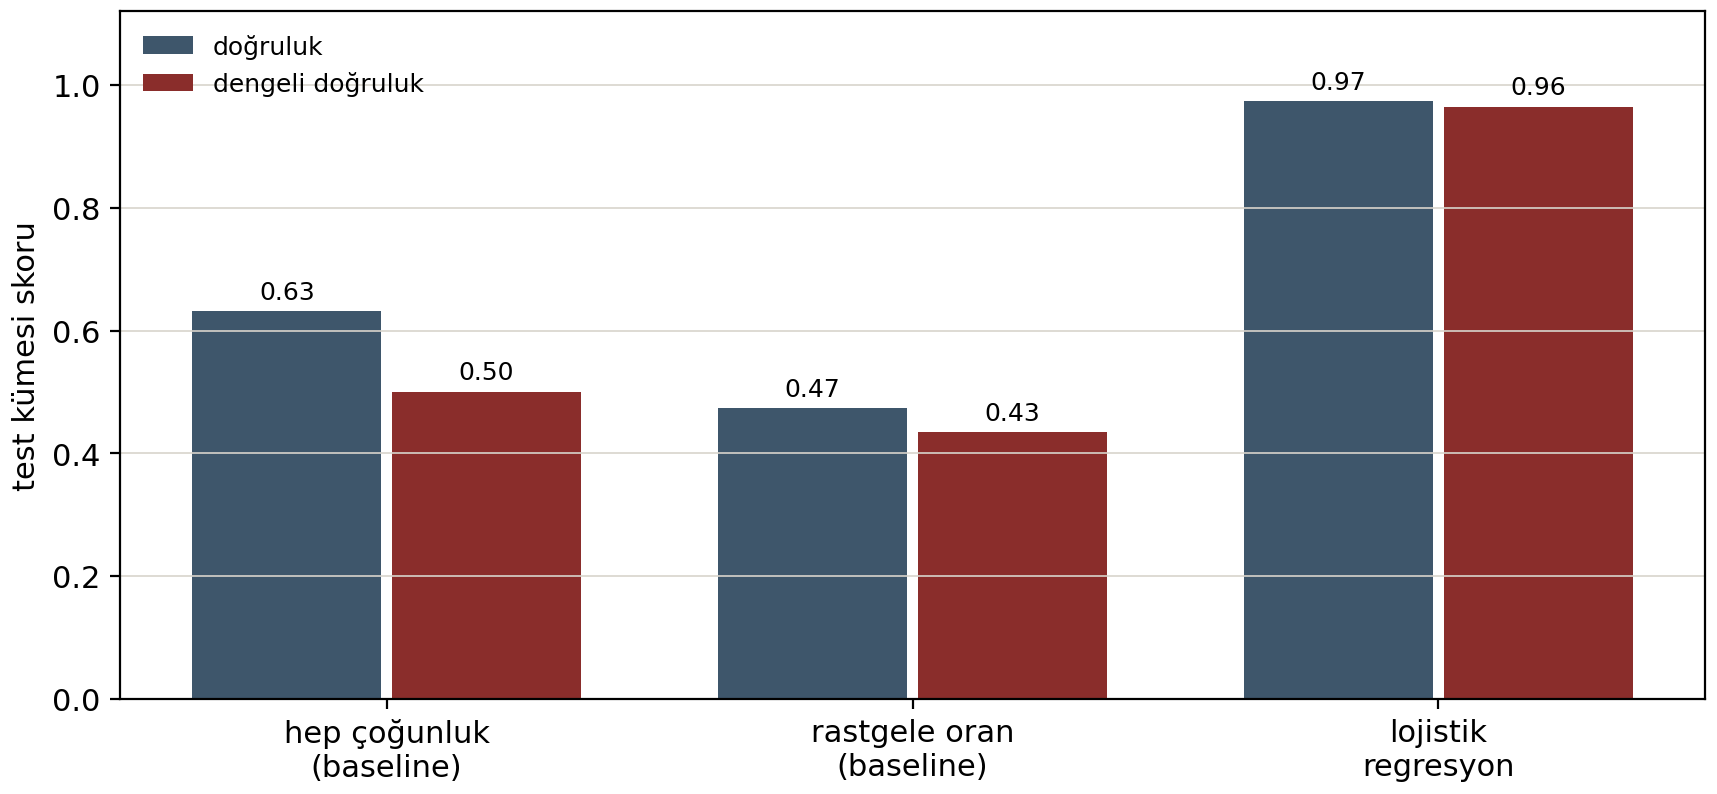 doğruluk
dengeli doğruluk
test kümesi skoru
1.0
0.8
0.6
0.4
0.2
0.0
0.63
0.50
0.47
0.43
0.97
0.96
hep çoğunluk
(baseline)
rastgele oran
(baseline)
lojistik
regresyon